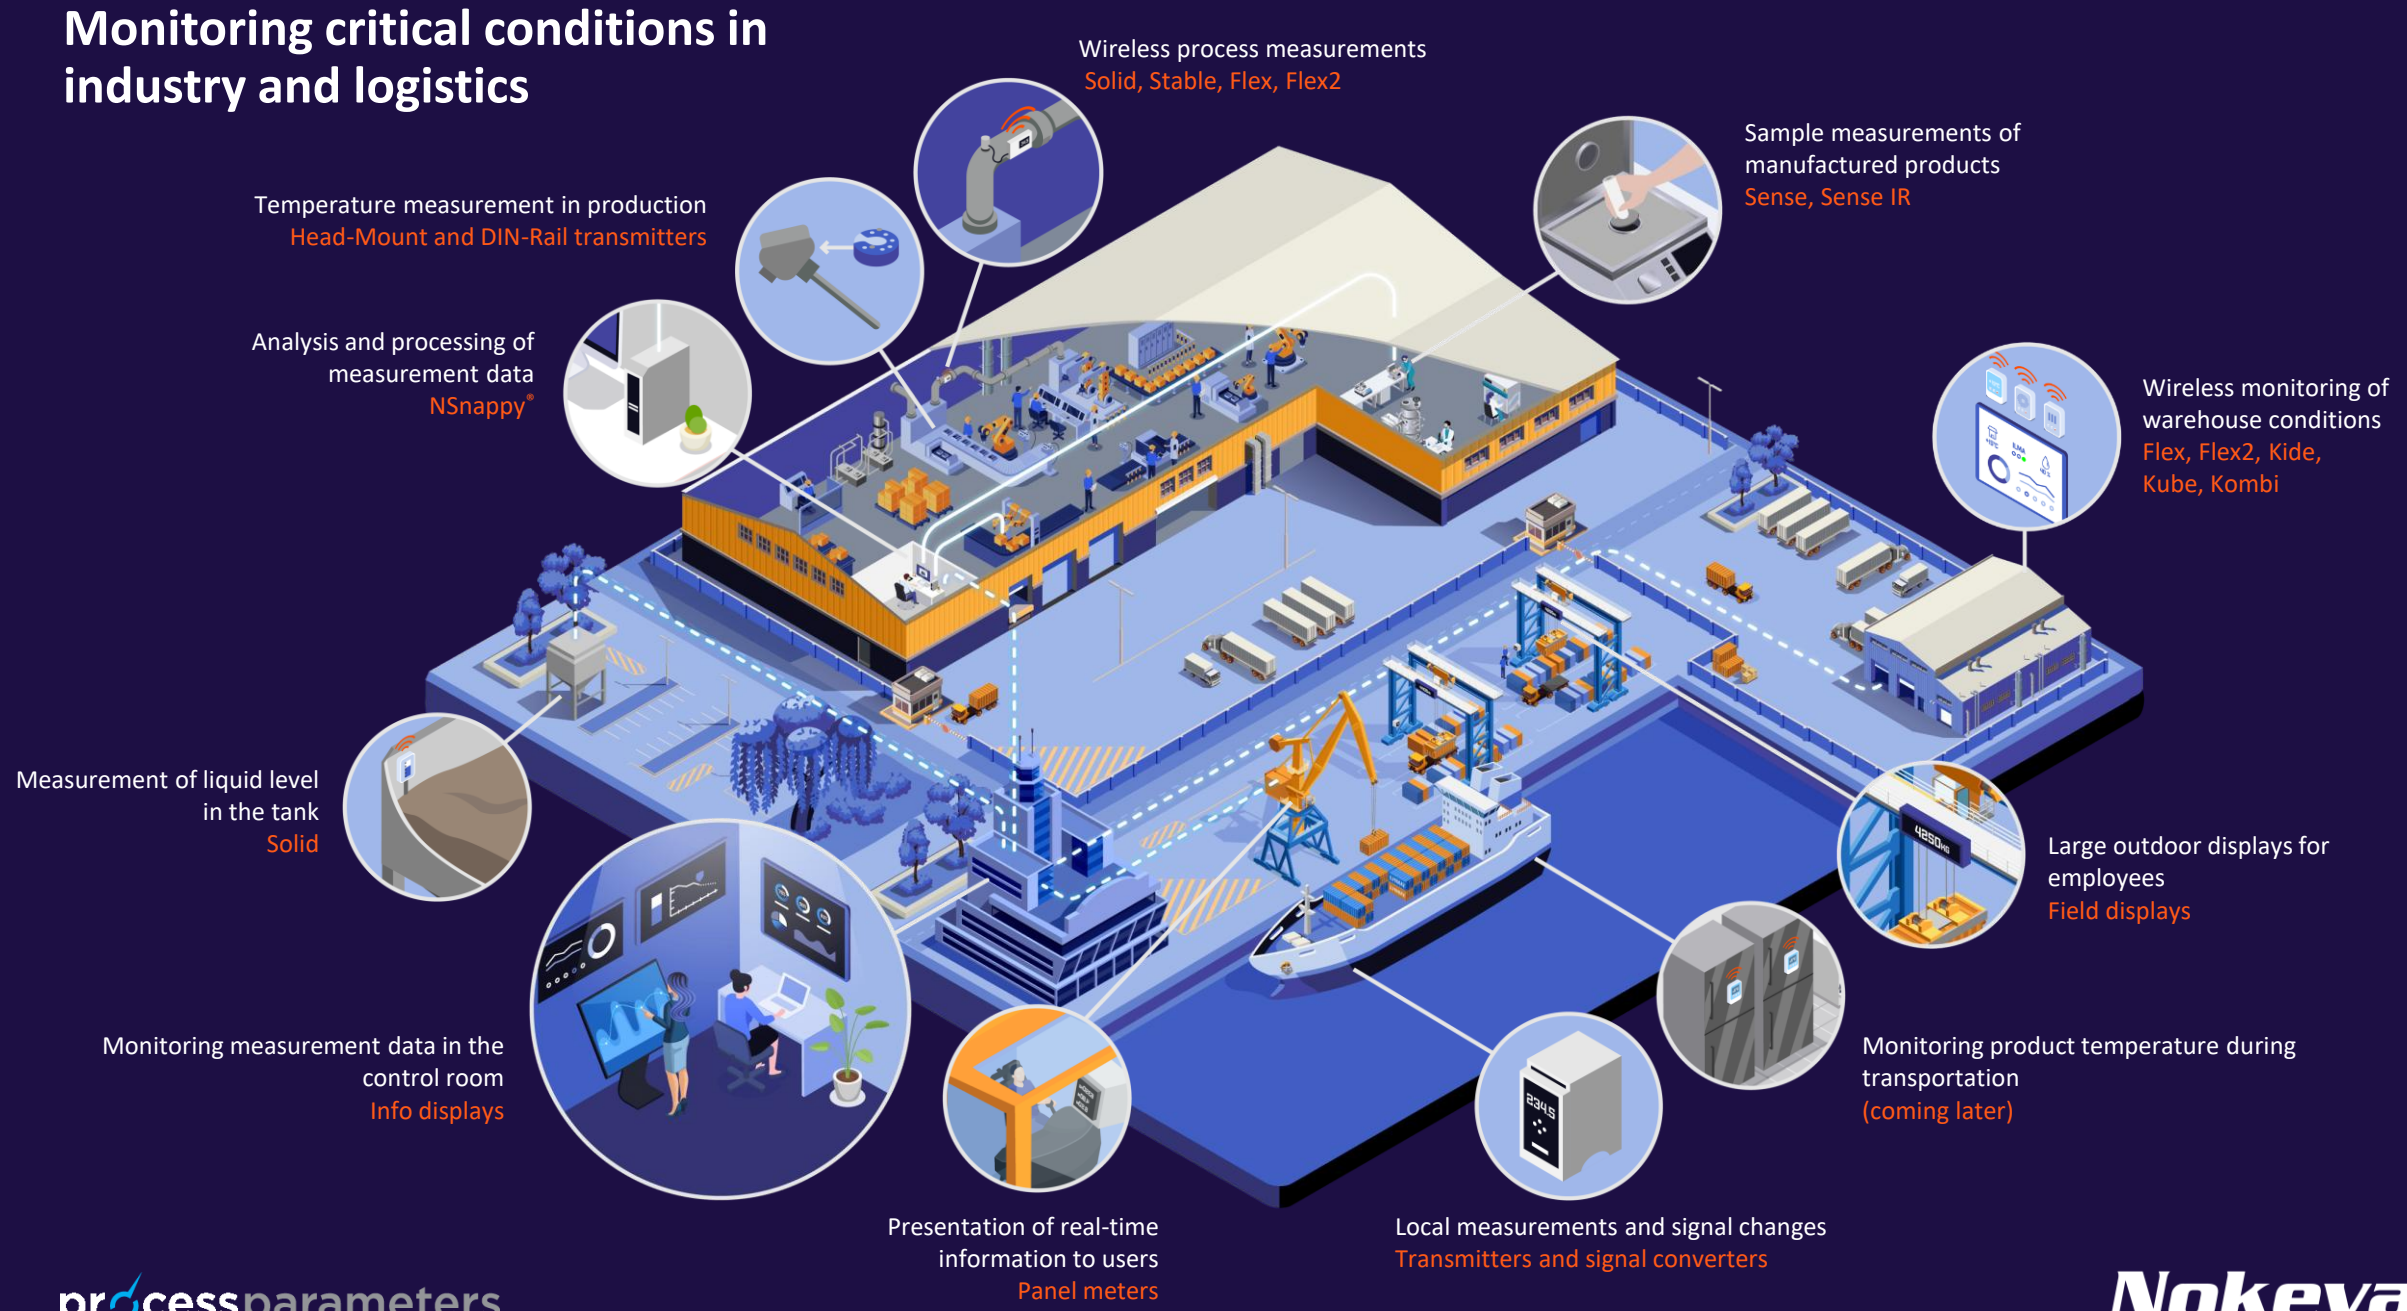 Monitoring critical conditions in
industry and logistics
Wireless process measurements
Solid, Stable, Flex, Flex2
Sample measurements of
manufactured products
Sense, Sense IR
Temperature measurement in production
Head-Mount and DIN-Rail transmitters
Analysis and processing of
measurement data
NSnappy®
Wireless monitoring of
warehouse conditions
Flex, Flex2, Kide,
Kube, Kombi
ILMA
Measurement of liquid level
in the tank
Solid
4250KG
Large outdoor displays for
employees
Field displays
Monitoring measurement data in the
control room
Info displays
Monitoring product temperature during
transportation
(coming later)
234.5
Presentation of real-time
information to users
Panel meters
Local measurements and signal changes
Transmitters and signal converters
processparameters
Nokeva